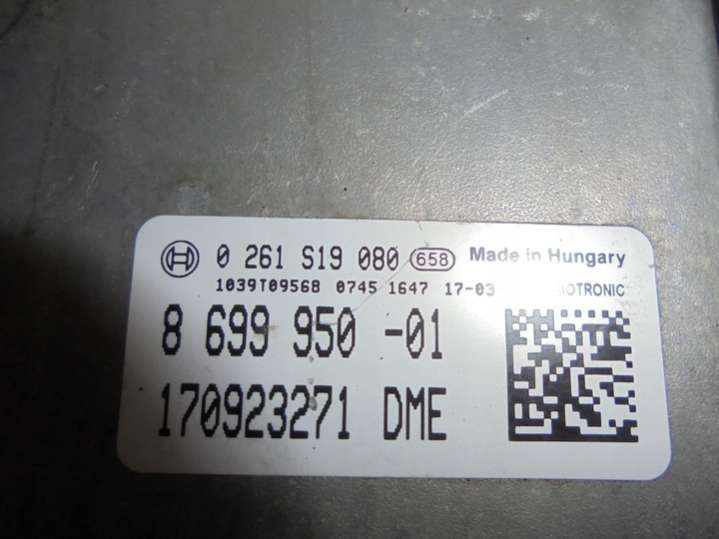 0 261 S19 080 658 Made in Hungary
1039T09568 0745 1647 17-03 MOTRONIC
8 699 950 -01
170923271 DME